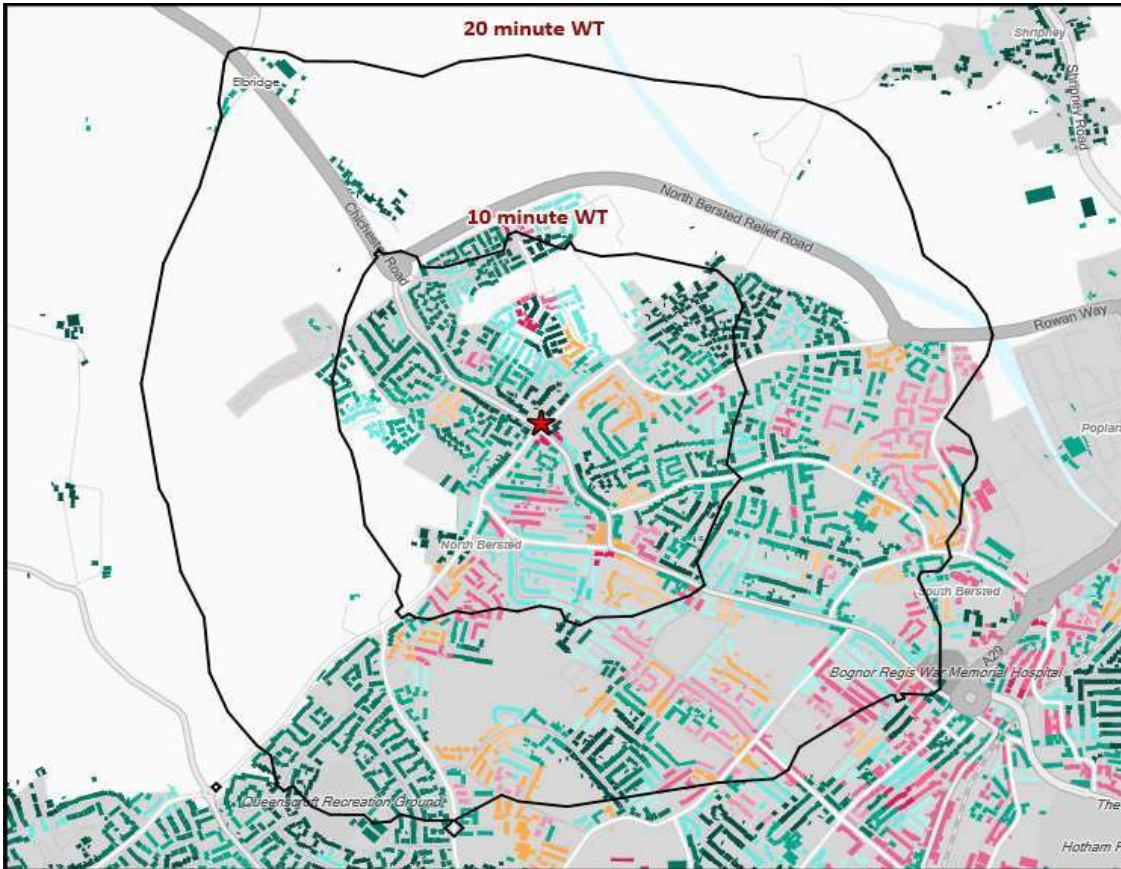 20 minute WT
Shripney
Elbridge
Shripney Road
Chichester Road
10 minute WT
North Bersted Relief Road
Rowan Way
Poplan
North Bersted
South Bersted
A29
Bognor Regis War Memorial Hospital
Queenscroft Recreation Ground
The
Hotham P